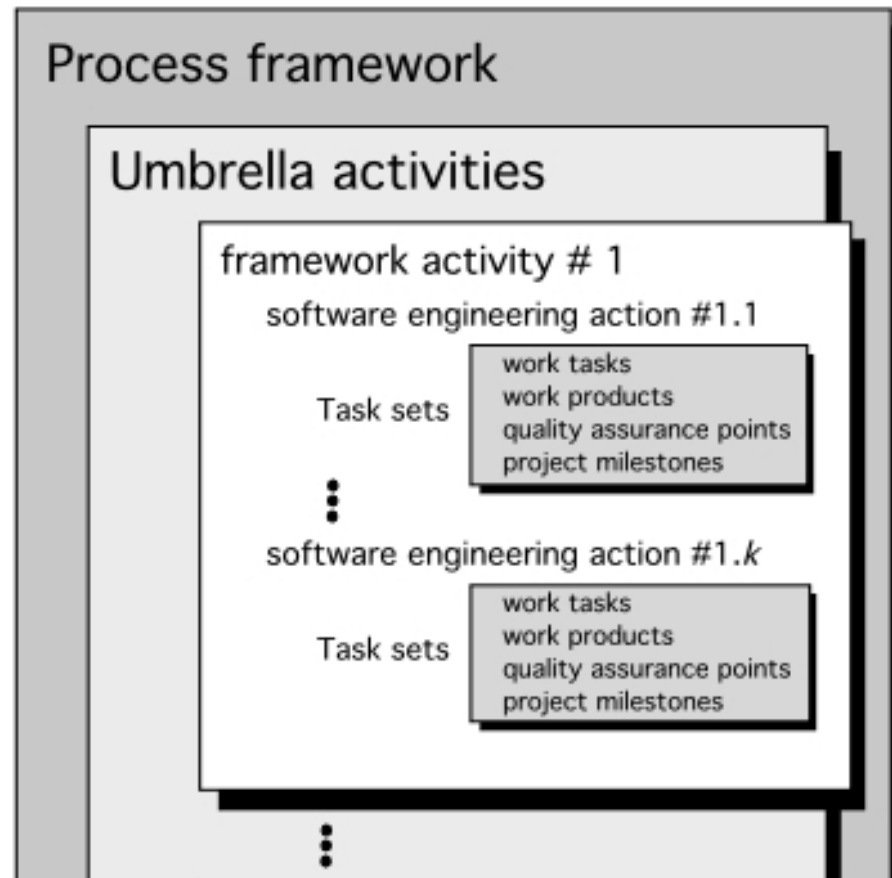 Process framework
Umbrella activities
framework activity # 1
software engineering action #1.1
Task sets
work tasks
work products
quality assurance points
project milestones
software engineering action #1.k
Task sets
work tasks
work products
quality assurance points
project milestones